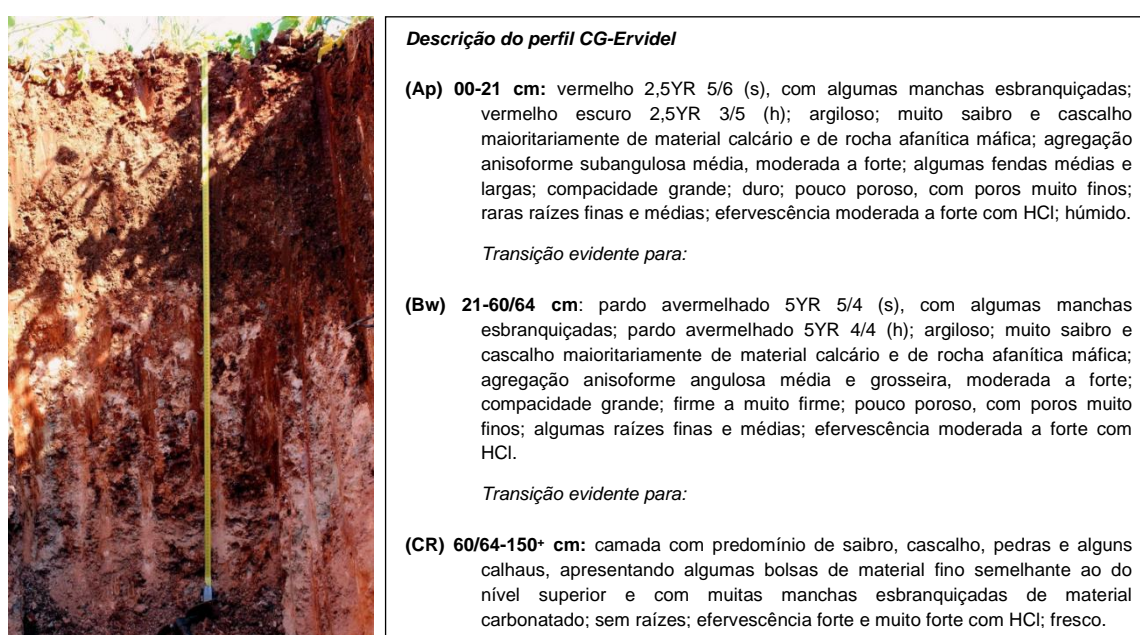 Descrição do perfil CG-Ervidel
(Ap) 00-21 cm: vermelho 2,5YR 5/6 (s), com algumas manchas esbranquiçadas;
vermelho escuro 2,5YR 3/5 (h); argiloso; muito saibro e cascalho
maioritariamente de material calcário e de rocha afanítica máfica; agregação
anisoforme subangulosa média, moderada a forte; algumas fendas médias e
largas; compacidade grande; duro; pouco poroso, com poros muito finos;
raras raízes finas e médias; efervescência moderada a forte com HCl; húmido.
Transição evidente para:
(Bw) 21-60/64 cm: pardo avermelhado 5YR 5/4 (s), com algumas manchas
esbranquiçadas; pardo avermelhado 5YR 4/4 (h); argiloso; muito saibro e
cascalho maioritariamente de material calcário e de rocha afanítica máfica;
agregação anisoforme angulosa média e grosseira, moderada a forte;
compacidade grande; firme a muito firme; pouco poroso, com poros muito
finos; algumas raízes finas e médias; efervescência moderada a forte com
HCl.
Transição evidente para:
(CR) 60/64-150⁺ cm: camada com predomínio de saibro, cascalho, pedras e alguns
calhaus, apresentando algumas bolsas de material fino semelhante ao do
nível superior e com muitas manchas esbranquiçadas de material
carbonatado; sem raízes; efervescência forte e muito forte com HCl; fresco.